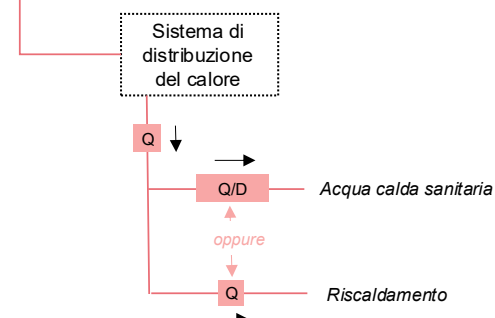 Sistema di
distribuzione
del calore
Q
Q/D
Acqua calda sanitaria
oppure
Q
Riscaldamento